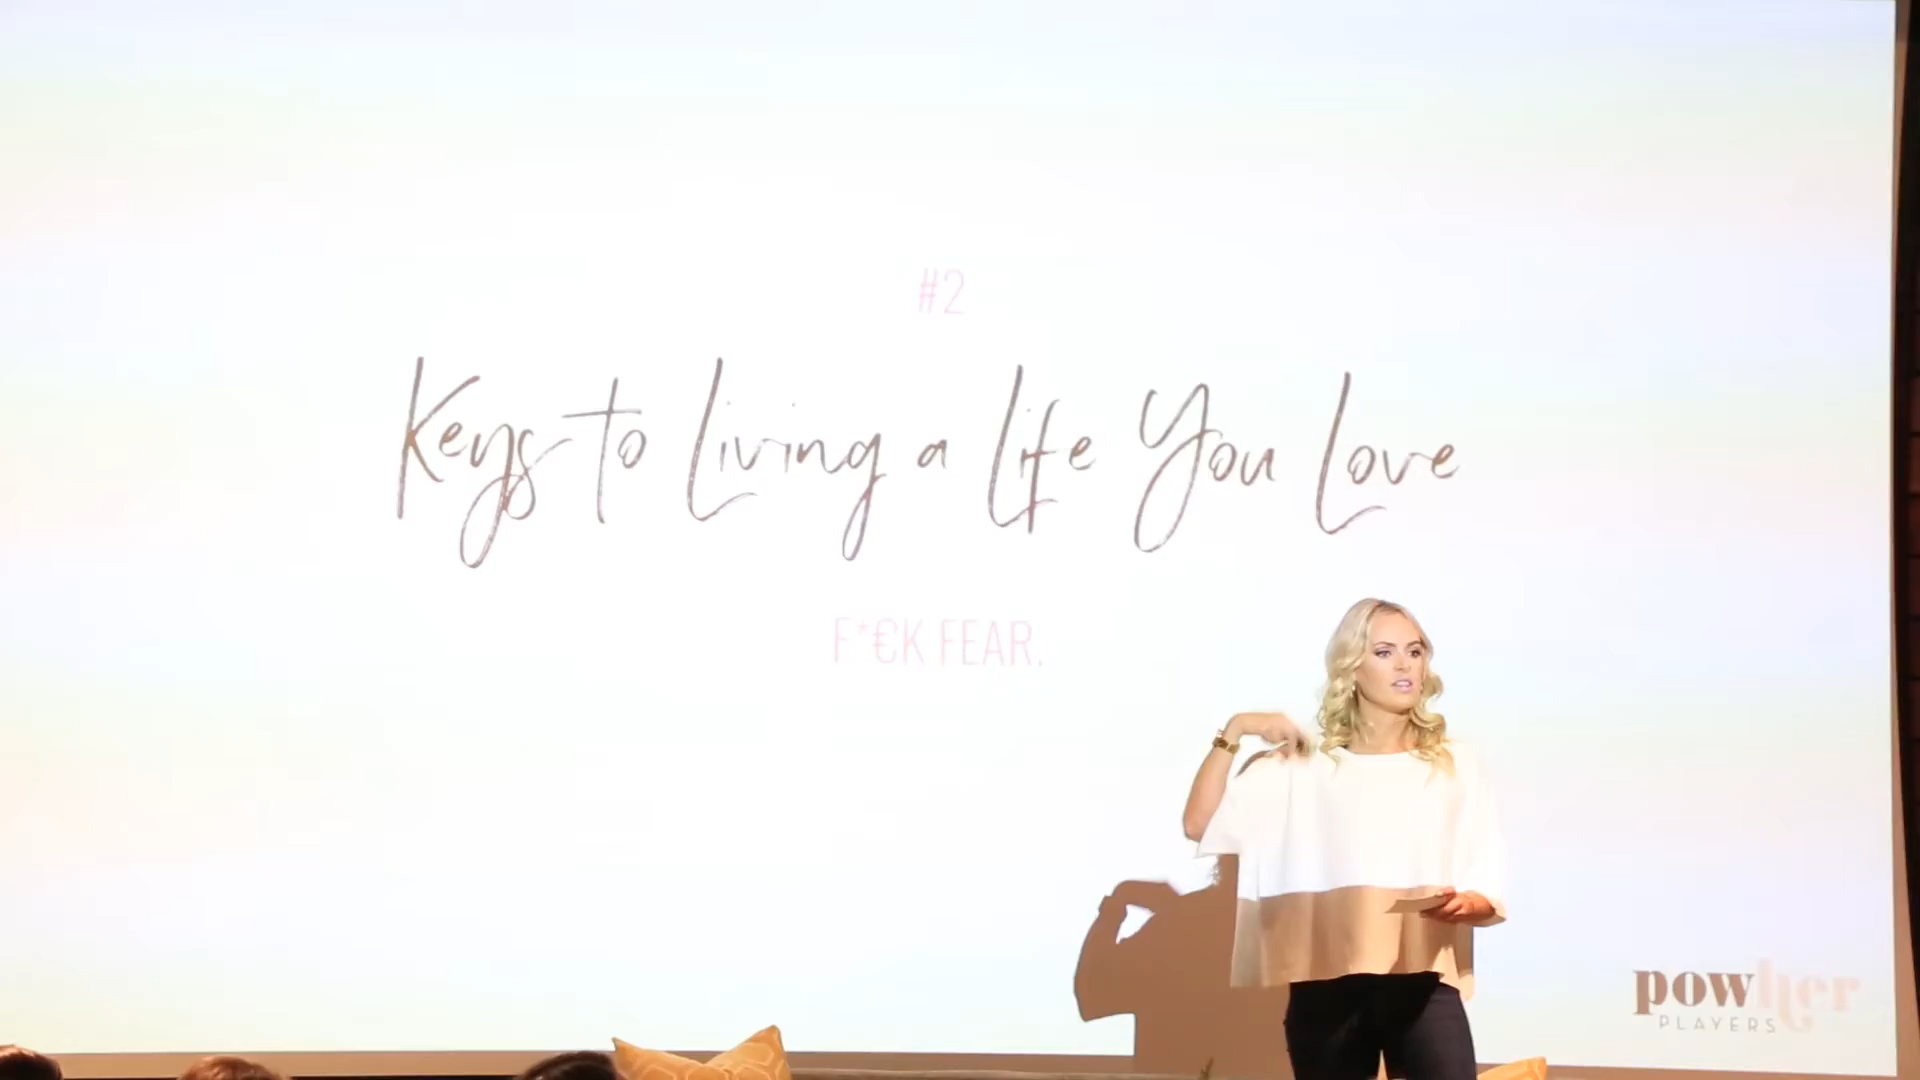 #2
Keys to Living a Life You Love
F*€K FEAR.
powher
PLAYERS